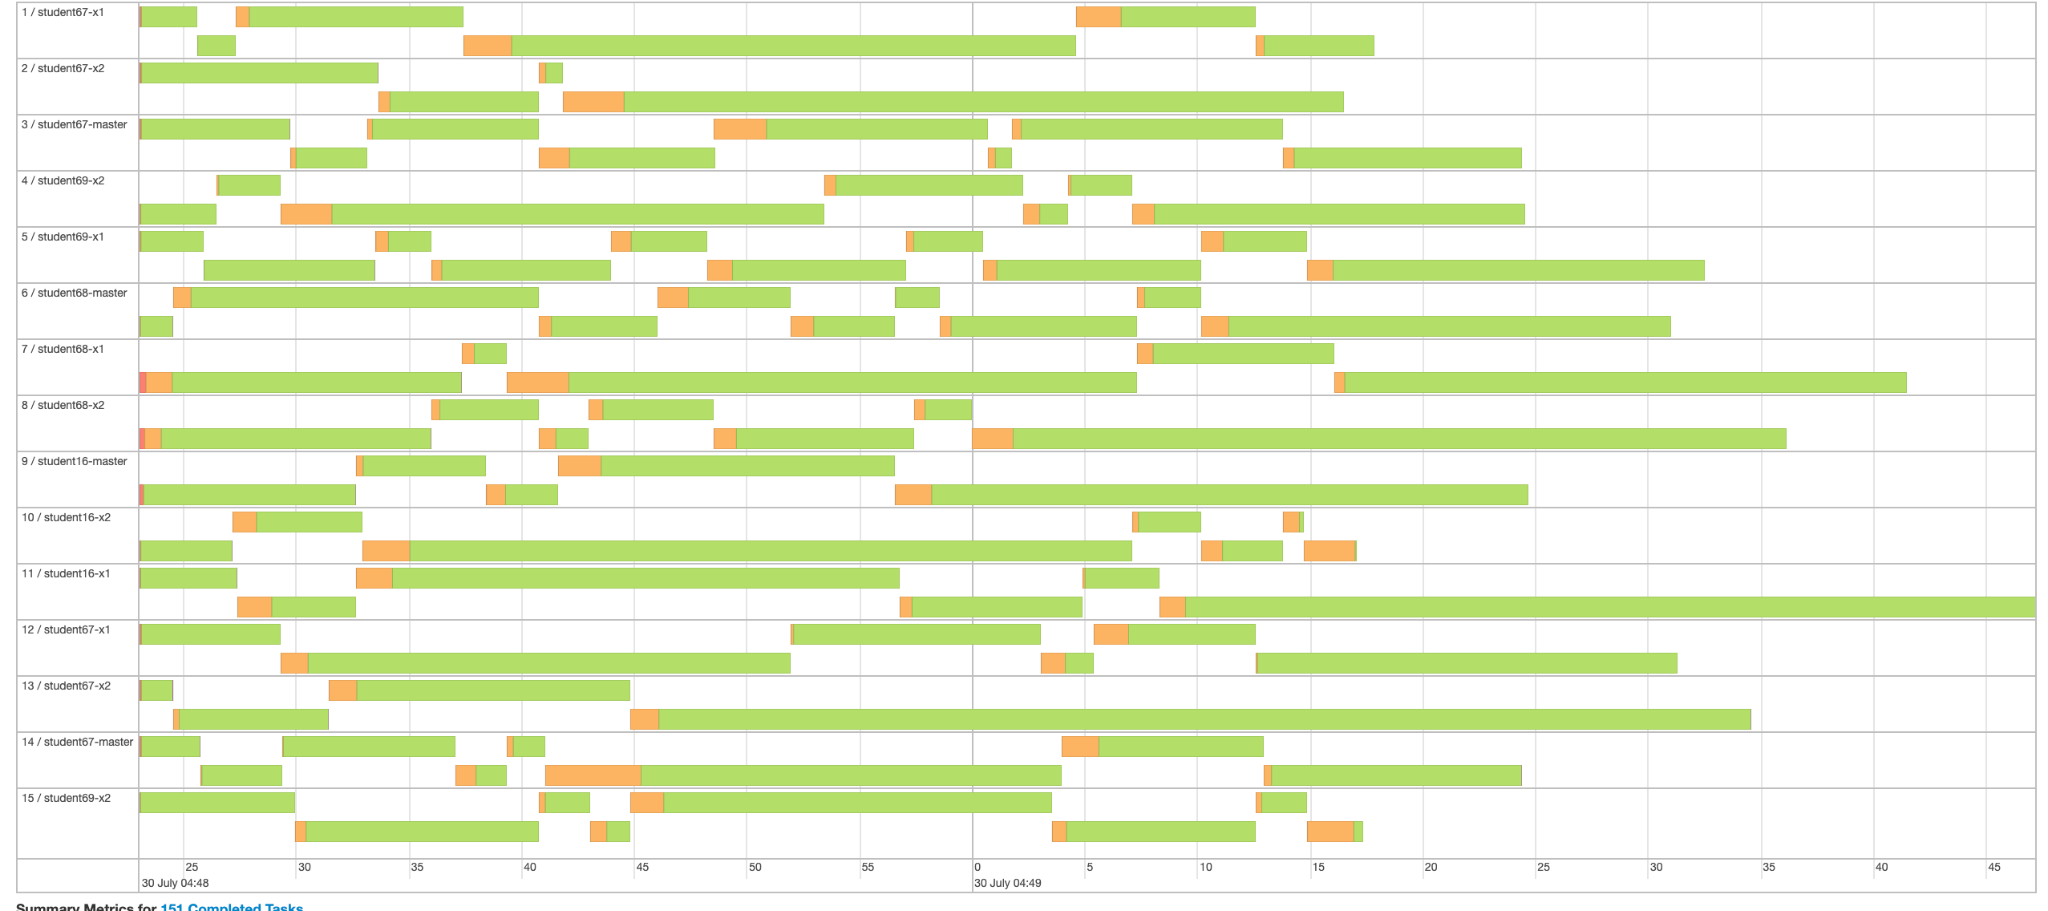 1 / student67-x1
2 / student67-x2
3 / student67-master
4 / student69-x2
5 / student69-x1
6 / student68-master
7 / student68-x1
8 / student68-x2
9 / student16-master
10 / student16-x2
11 / student16-x1
12 / student67-x1
13 / student67-x2
14 / student67-master
15 / student69-x2
25 30 35 40 45 50 55 0 5 10 15 20 25 30 35 40 45
30 July 04:48 30 July 04:49
Summary Metrics for 151 Completed Tasks